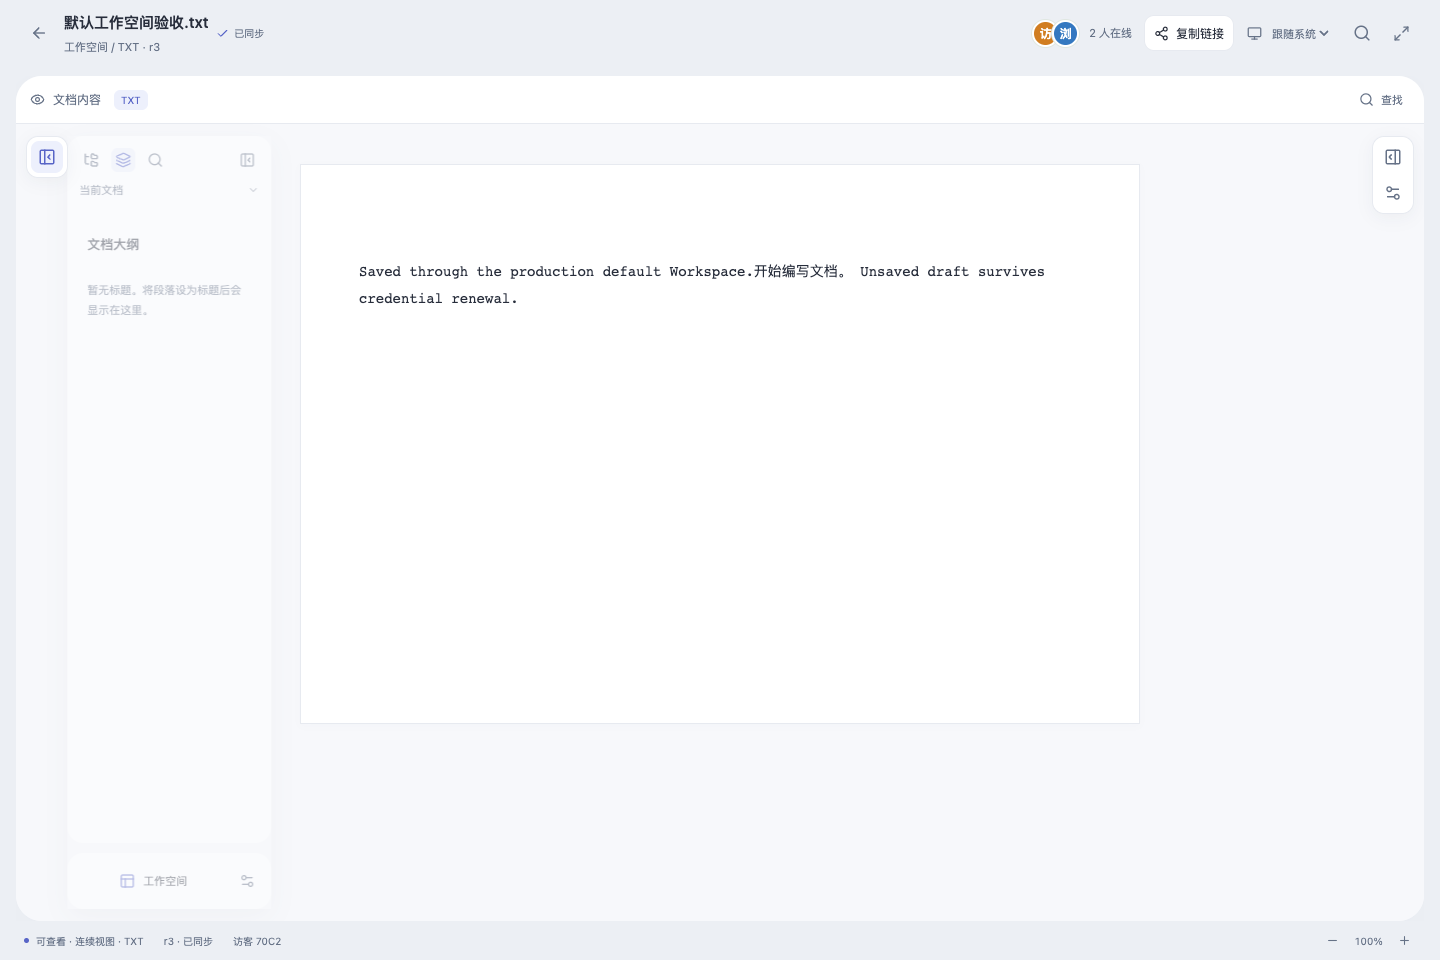 默认工作空间验收.txt
已同步
工作空间 / TXT · r3
访 浏
2 人在线
复制链接
跟随系统
文档内容
TXT
查找
当前文档
文档大纲
暂无标题。将段落设为标题后会
显示在这里。
Saved through the production default Workspace.开始编写文档。 Unsaved draft survives
credential renewal.
工作空间
可查看 · 连续视图 · TXT
r3 · 已同步
访客 70C2
100%